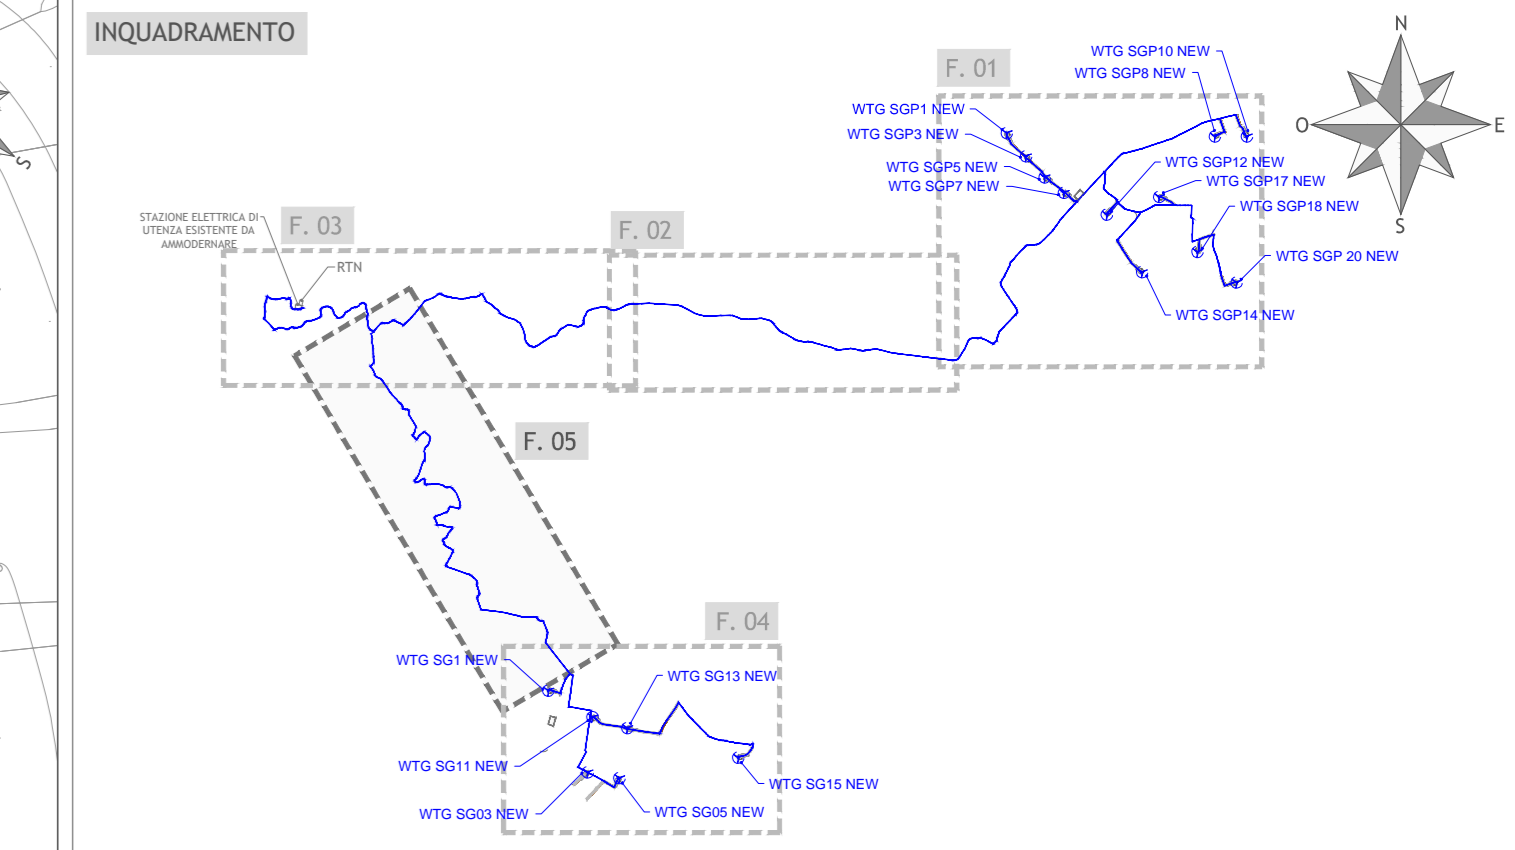 INQUADRAMENTO
N
WTG SGP10 NEW
F. 01
WTG SGP8 NEW
WTG SGP1 NEW
O
E
WTG SGP3 NEW
S
WTG SGP12 NEW
WTG SGP5 NEW
WTG SGP17 NEW
WTG SGP7 NEW
WTG SGP18 NEW
STAZIONE ELETTRICA DI
UTENZA ESISTENTE DA
AMMODERNARE
F. 03
F. 02
S
WTG SGP 20 NEW
RTN
WTG SGP14 NEW
F. 05
F. 04
WTG SG1 NEW
WTG SG13 NEW
WTG SG11 NEW
WTG SG15 NEW
WTG SG03 NEW
WTG SG05 NEW